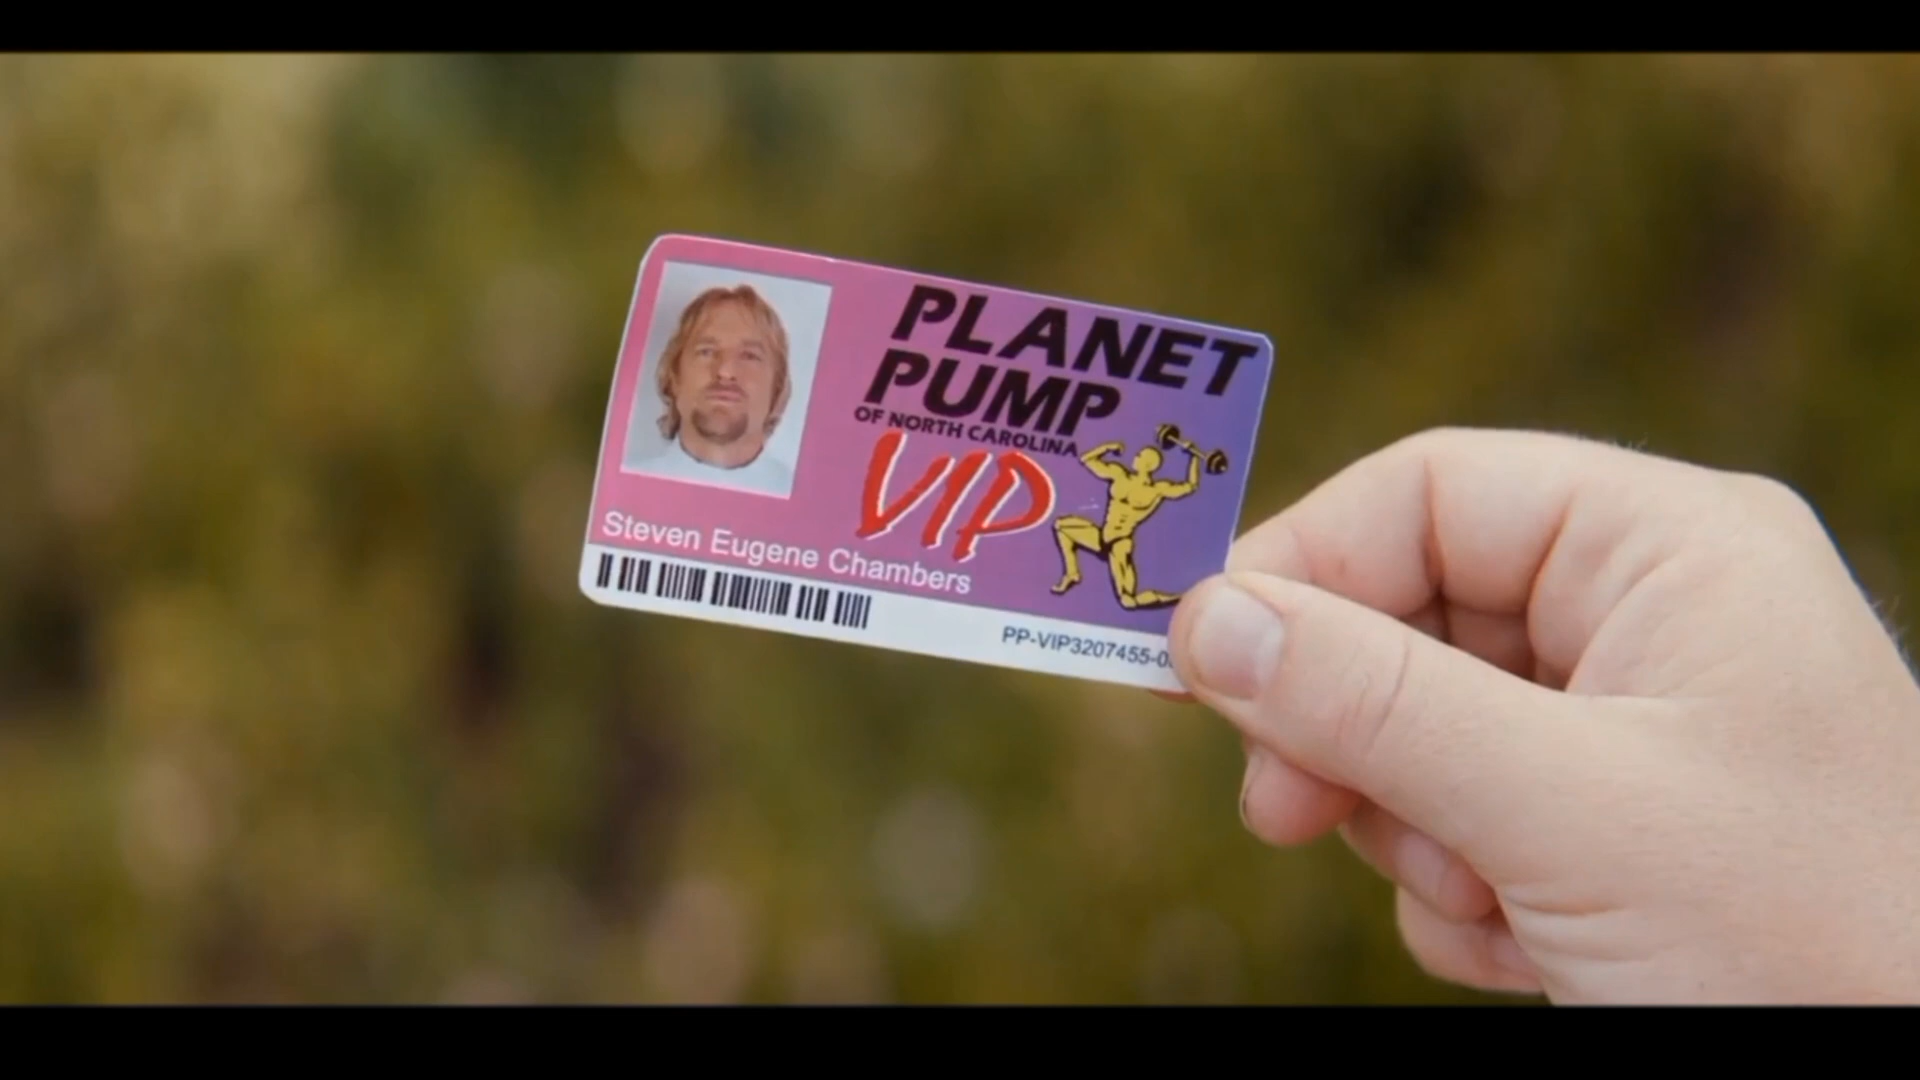 PLANET
PUMP
OF NORTH CAROLINA
VIP
Steven Eugene Chambers
PP-VIP3207455-0